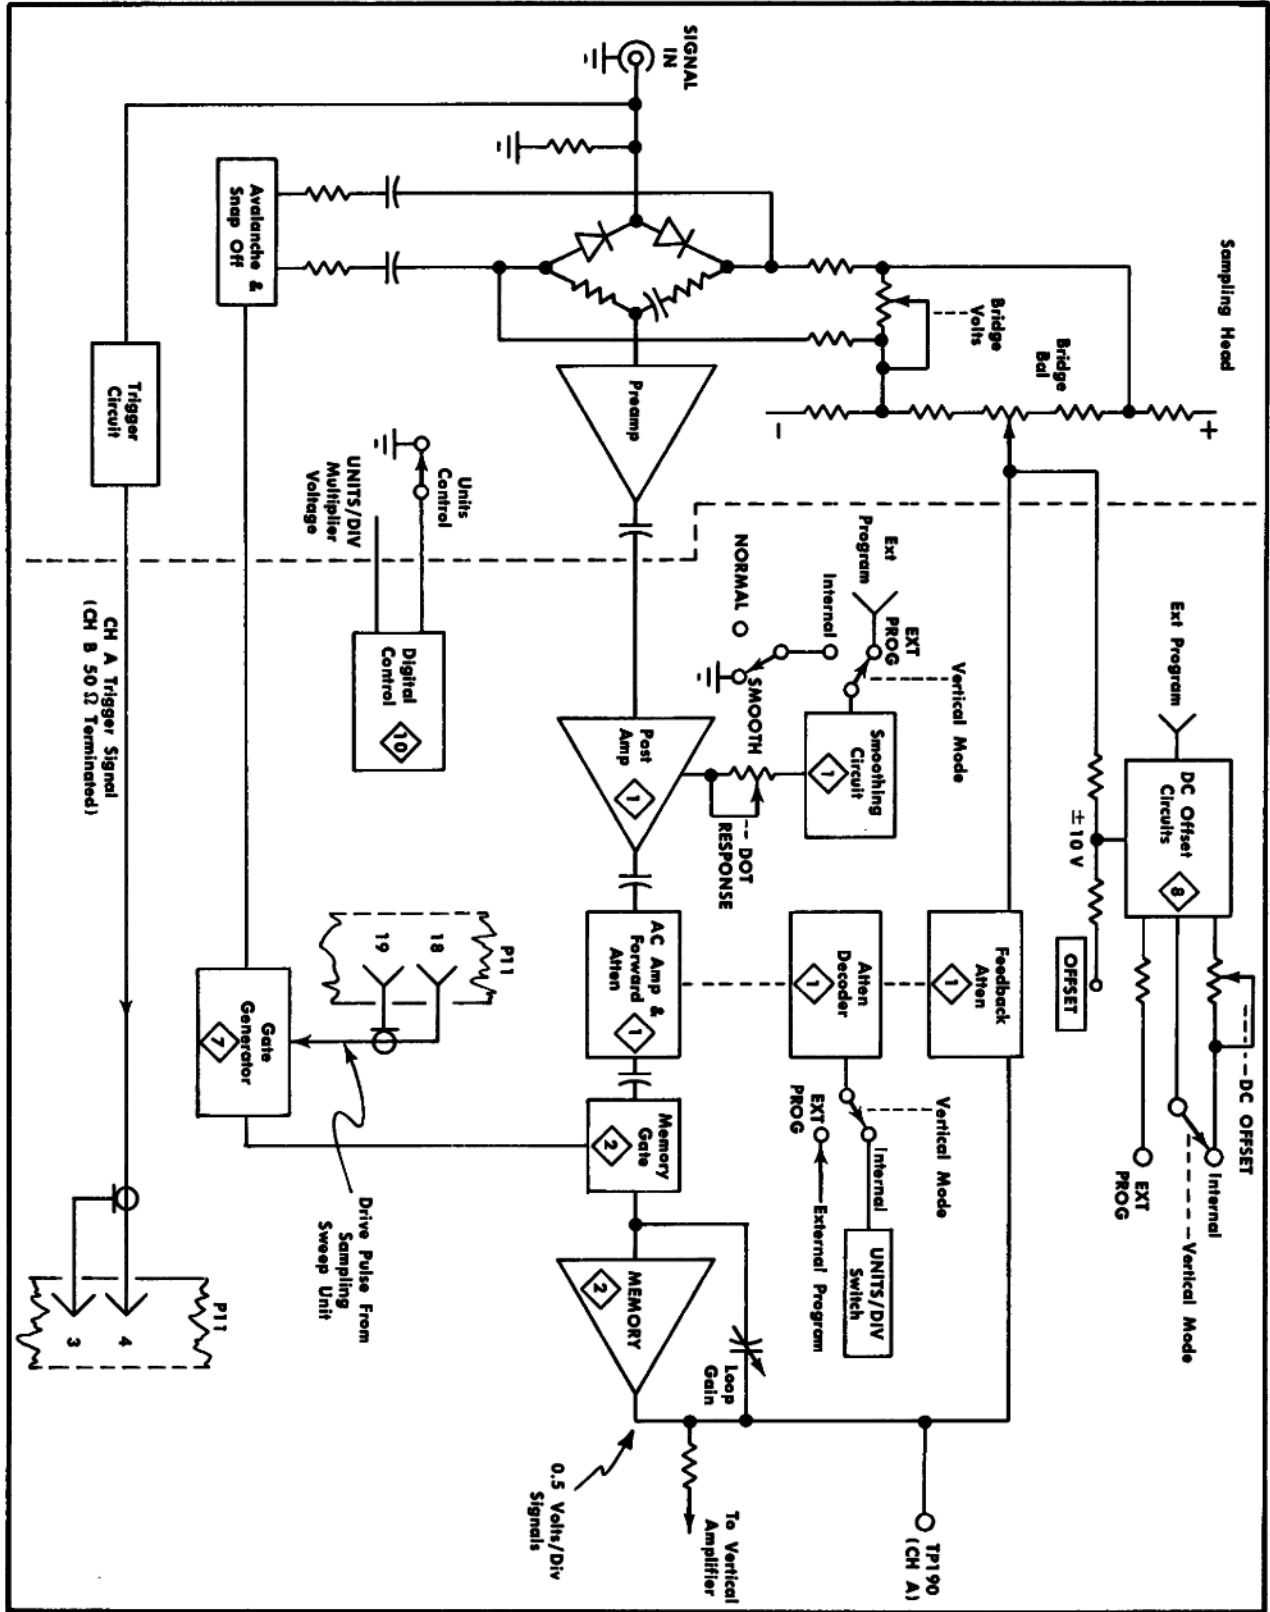 Sampling Head
SIGNAL
IN
Avalanche &
Snap Off
Bridge
Volts
Bridge
Bal
+
-
Preamp
Trigger
Circuit
Units
Control
UNITS/DIV
Multiplier
Voltage
Digital
Control
10
CH A Trigger Signal
(CH B 50 Ω Terminated)
Ext
Program
EXT
PROG
Internal
NORMAL
SMOOTH
Vertical Mode
Smoothing
Circuit
1
Post
Amp
1
DOT
RESPONSE
Ext Program
DC Offset
Circuits
8
±10 V
OFFSET
DC OFFSET
Internal
Vertical Mode
EXT
PROG
Feedback
Atten
1
Atten
Decoder
1
AC Amp &
Forward
Atten
1
Vertical Mode
Internal
EXT
PROG
External Program
UNITS/DIV
Switch
P11
18
19
Gate
Generator
7
Drive Pulse From
Sampling
Sweep Unit
Memory
Gate
2
MEMORY
2
Loop
Gain
0.5 Volts/Div
Signals
To Vertical
Amplifier
TP190
(CH A)
P11
4
3